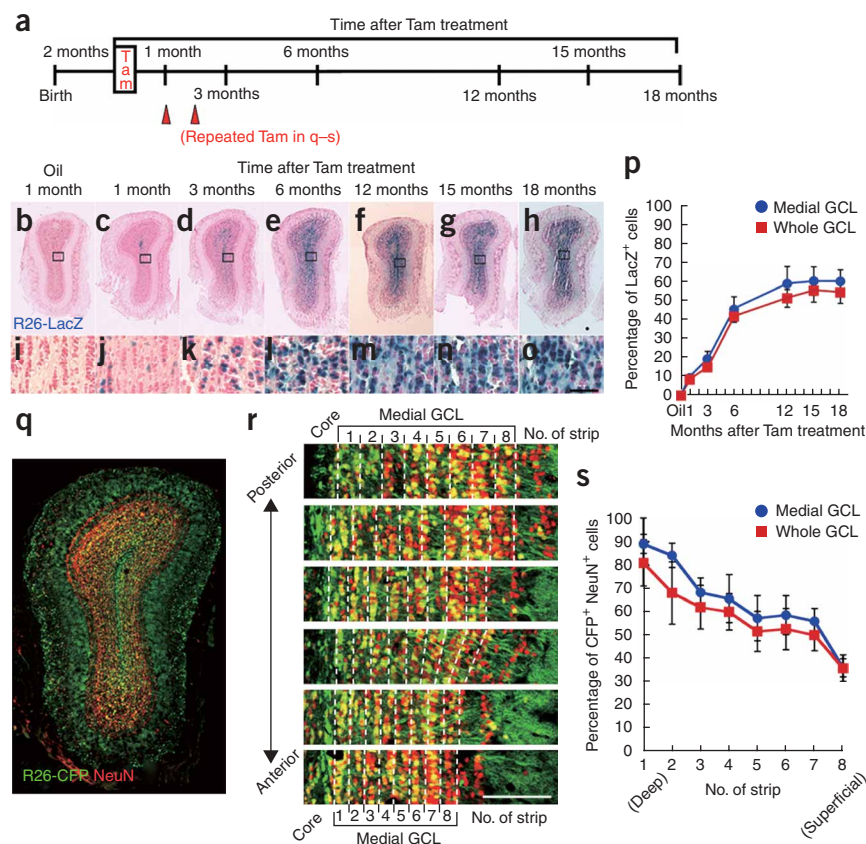 a
Time after Tam treatment
2 months
1 month
6 months
15 months
Tam
Birth
3 months
12 months
18 months
(Repeated Tam in q–s)
Oil
1 month
Time after Tam treatment
1 month
3 months
6 months
12 months
15 months
18 months
b
c
d
e
f
g
h
R26-LacZ
i
j
k
l
m
n
o
p
Percentage of LacZ+ cells
100
90
80
70
60
50
40
30
20
10
0
Medial GCL
Whole GCL
Oil 1 3 6 12 15 18
Months after Tam treatment
q
R26-CFP NeuN
r
Medial GCL
Core
1 2 3 4 5 6 7 8
No. of strip
Posterior
Anterior
Core
1 2 3 4 5 6 7 8
No. of strip
Medial GCL
s
Percentage of CFP+ NeuN+ cells
100
90
80
70
60
50
40
30
20
10
0
Medial GCL
Whole GCL
1 2 3 4 5 6 7 8
(Deep)
No. of strip
(Superficial)